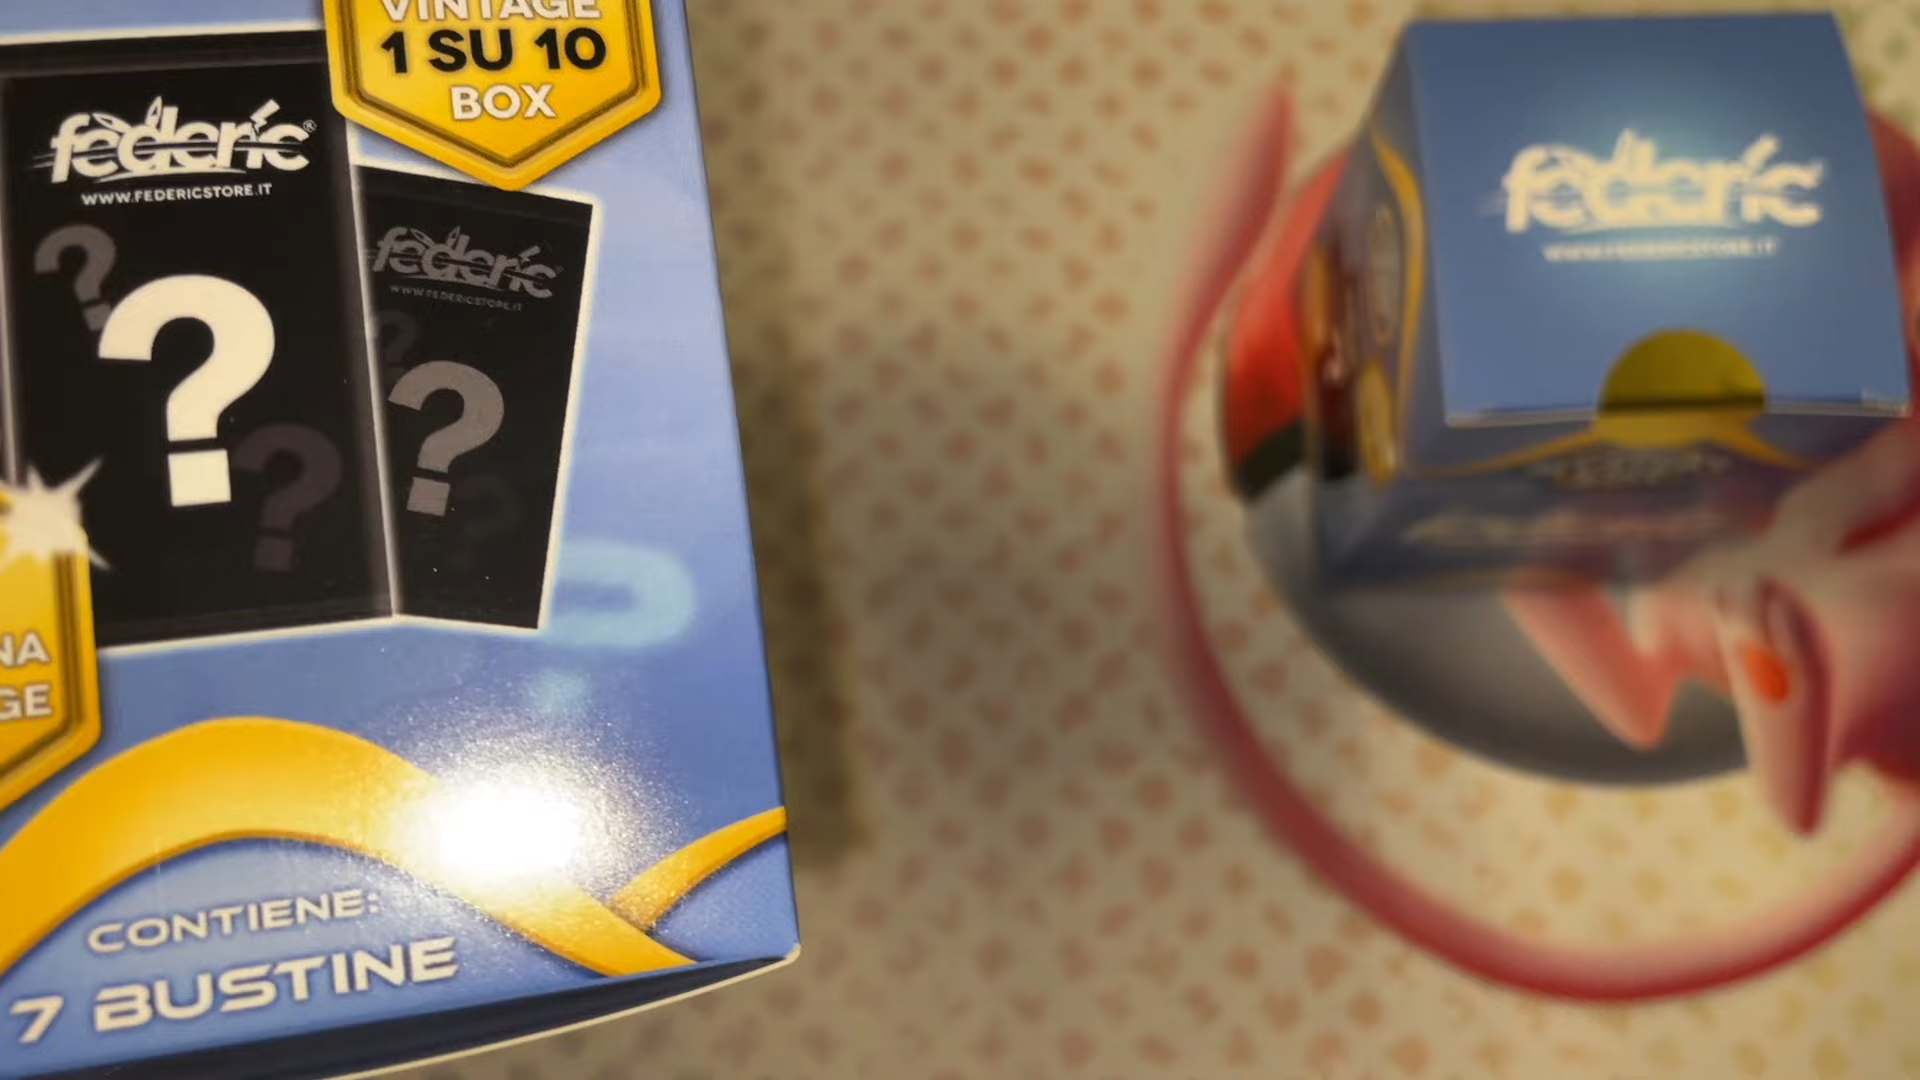 VINTAGE
1 SU 10
BOX
federic®
WWW.FEDERICSTORE.IT
?
?
?
federic
WWW.FEDERICSTORE.IT
?
NA
GE
CONTIENE:
7 BUSTINE
federic
WWW.FEDERICSTORE.IT